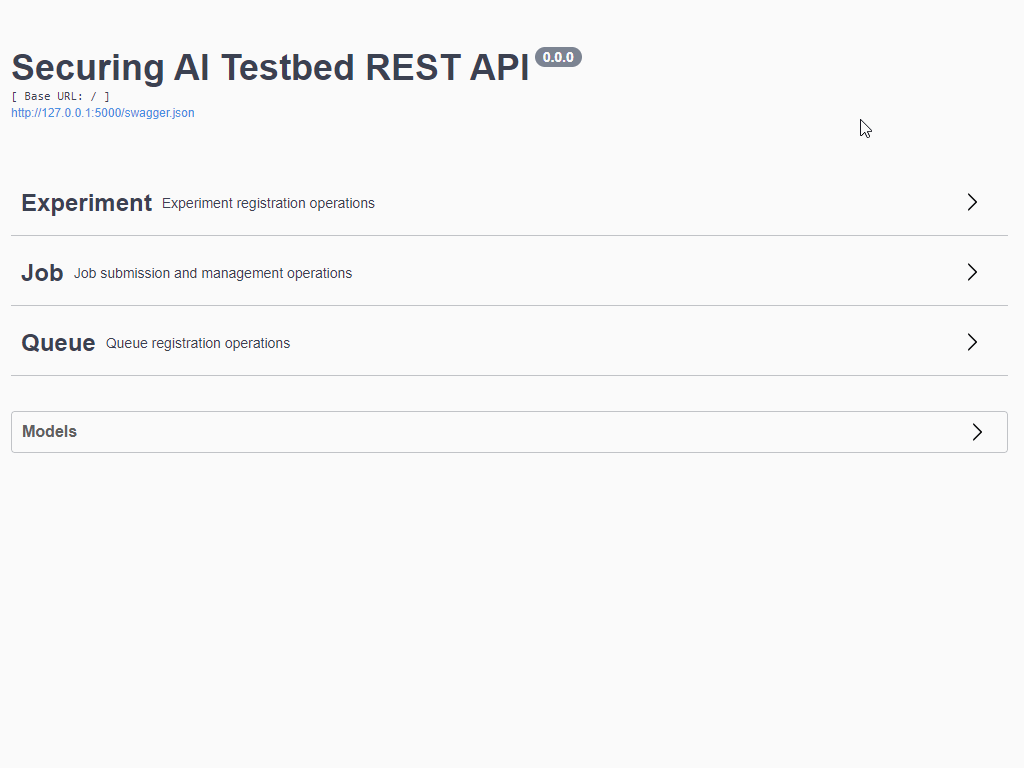 Securing AI Testbed REST API 0.0.0
[ Base URL: / ]
http://127.0.0.1:5000/swagger.json
Experiment Experiment registration operations
Job Job submission and management operations
Queue Queue registration operations
Models